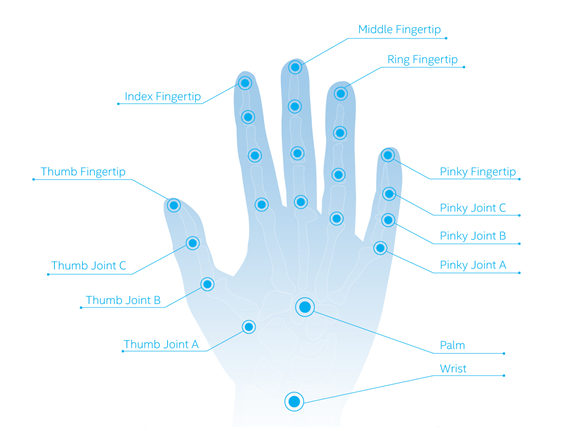 Middle Fingertip
Ring Fingertip
Index Fingertip
Thumb Fingertip
Pinky Fingertip
Pinky Joint C
Pinky Joint B
Thumb Joint C
Pinky Joint A
Thumb Joint B
Thumb Joint A
Palm
Wrist